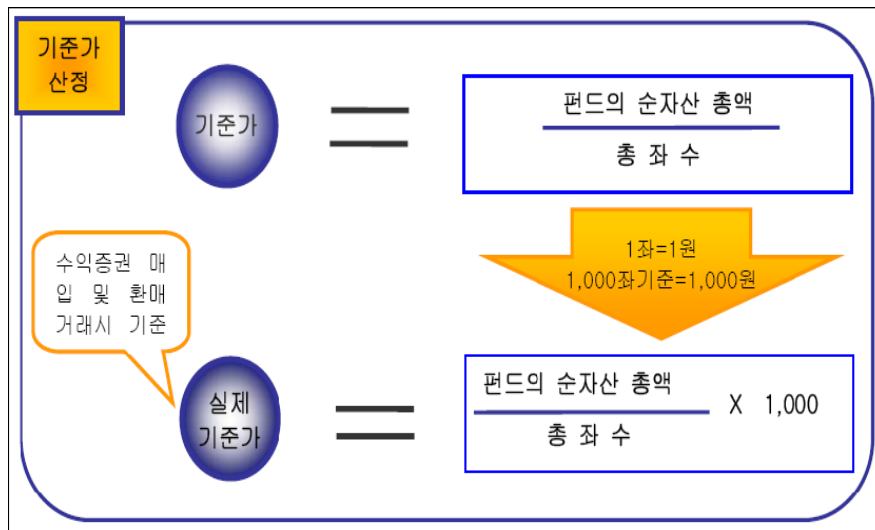 기준가
산정
기준가
펀드의 순자산 총액
총 좌 수
1좌=1원
1,000좌기준=1,000원
수익증권 매
입 및 환매
거래시 기준
실제
기준가
펀드의 순자산 총액
총 좌 수
X 1,000